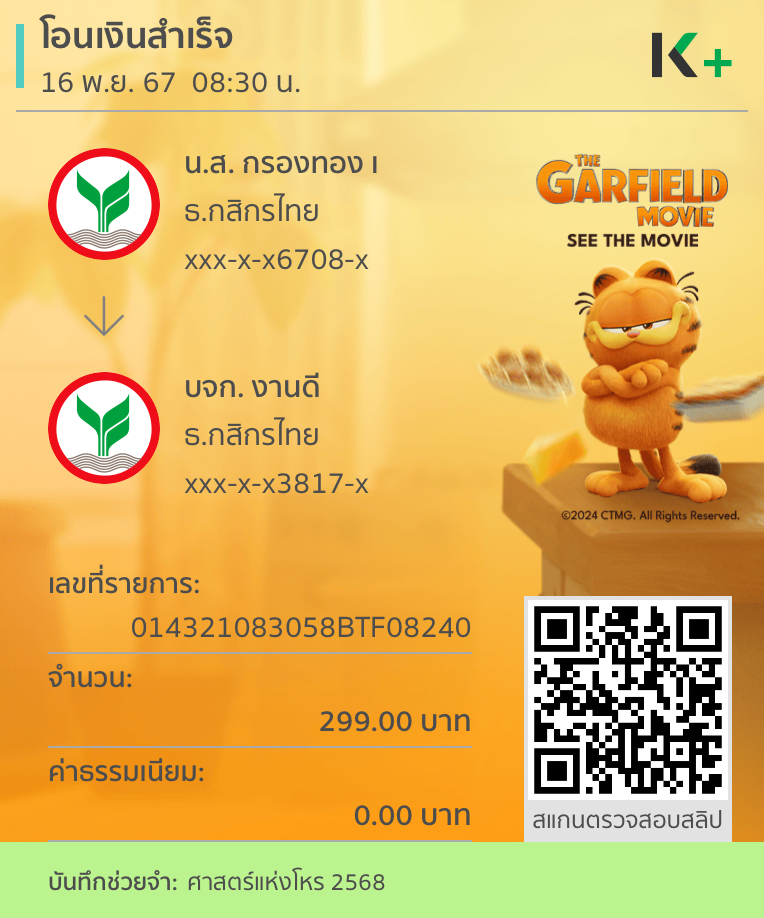 โอนเงินสำเร็จ
16 พ.ย. 67 08:30 น.
K+
น.ส. กรองทอง เ
ธ.กสิกรไทย
xxx-x-x6708-x
THE
GARFIELD
MOVIE
SEE THE MOVIE
บจก. งานดี
ธ.กสิกรไทย
xxx-x-x3817-x
©2024 CTMG. All Rights Reserved.
เลขที่รายการ:
014321083058BTF08240
จำนวน:
299.00 บาท
ค่าธรรมเนียม:
0.00 บาท
สแกนตรวจสอบสลิป
บันทึกช่วยจำ: ศาสตร์แห่งโหร 2568